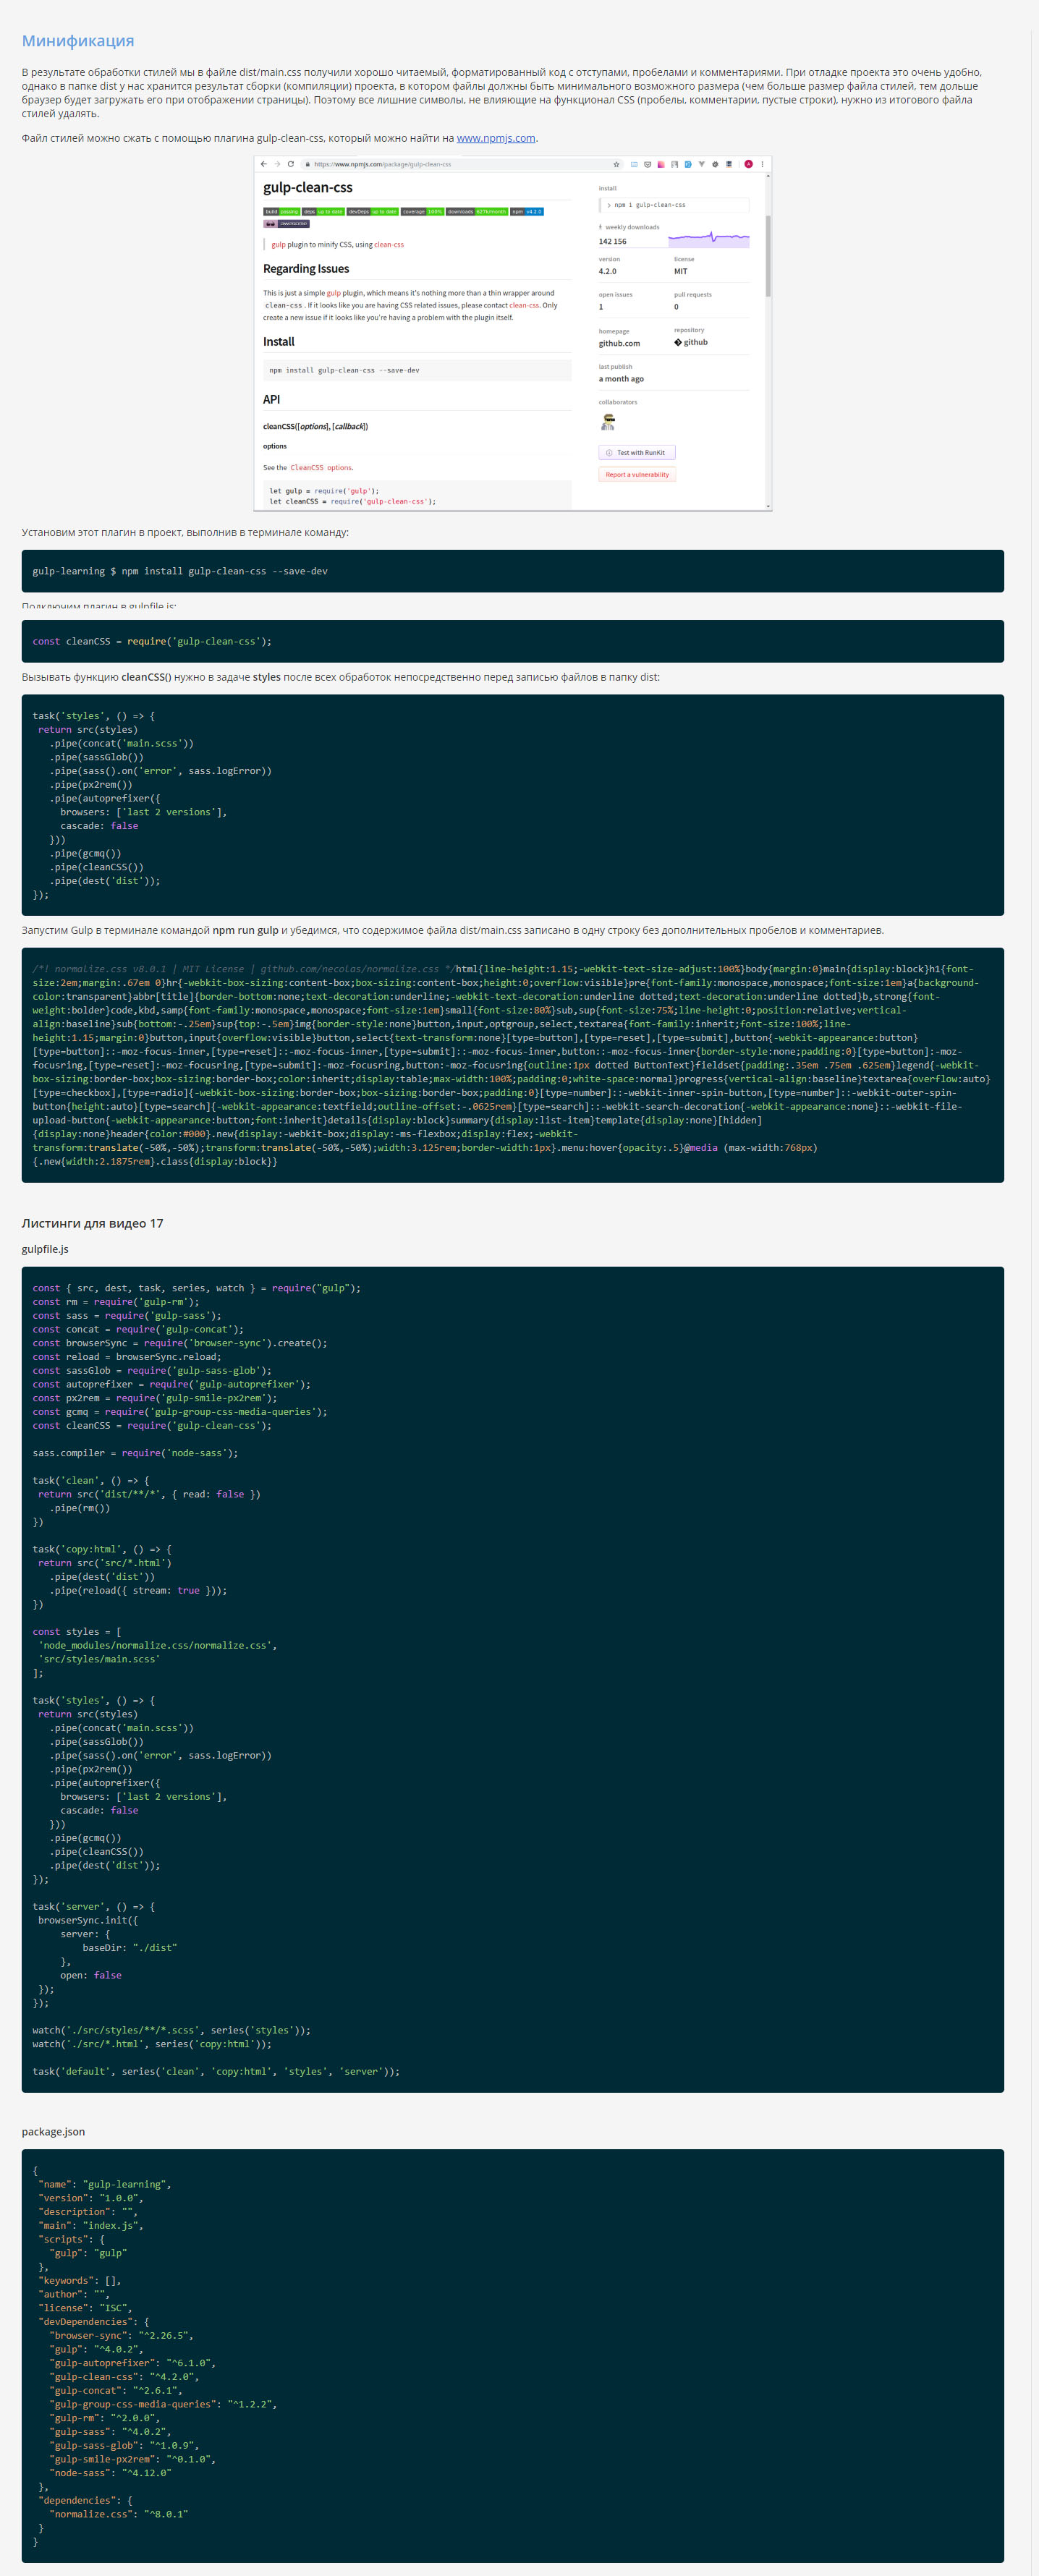 Минификация
В результате обработки стилей мы в файле dist/main.css получили хорошо читаемый, форматированный код с отступами, пробелами и комментариями. При отладке проекта это очень удобно,
однако в папке dist у нас хранится результат сборки (компиляции) проекта, в котором файлы должны быть минимального возможного размера (чем больше размер файла стилей, тем дольше
браузер будет загружать его при отображении страницы). Поэтому все лишние символы, не влияющие на функционал CSS (пробелы, комментарии, пустые строки), нужно из итогового файла
стилей удалять.
Файл стилей можно сжать с помощью плагина gulp-clean-css, который можно найти на www.npmjs.com.
https://www.npmjs.com/package/gulp-clean-css
gulp-clean-css
build passing deps up to date devDeps up to date coverage 100% downloads 627k/month npm v4.2.0
gulp plugin to minify CSS, using clean-css
Regarding Issues
This is just a simple gulp plugin, which means it's nothing more than a thin wrapper around
clean-css. If it looks like you are having CSS related issues, please contact clean-css. Only
create a new issue if it looks like you're having a problem with the plugin itself.
Install
npm install gulp-clean-css --save-dev
API
cleanCSS([options], [callback])
options
See the CleanCSS options.
let gulp = require('gulp');
let cleanCSS = require('gulp-clean-css');
install
> npm i gulp-clean-css
weekly downloads
142 156
version license
4.2.0 MIT
open issues pull requests
1 0
homepage repository
github.com github
last publish
a month ago
collaborators
Test with RunKit
Report a vulnerability
Установим этот плагин в проект, выполнив в терминале команду:
gulp-learning $ npm install gulp-clean-css --save-dev
Подключим плагин в gulpfile.js:
const cleanCSS = require('gulp-clean-css');
Вызывать функцию cleanCSS() нужно в задаче styles после всех обработок непосредственно перед записью файлов в папку dist:
task('styles', () => {
return src(styles)
.pipe(concat('main.scss'))
.pipe(sassGlob())
.pipe(sass().on('error', sass.logError))
.pipe(px2rem())
.pipe(autoprefixer({
browsers: ['last 2 versions'],
cascade: false
}))
.pipe(gcmq())
.pipe(cleanCSS())
.pipe(dest('dist'));
});
Запустим Gulp в терминале командой npm run gulp и убедимся, что содержимое файла dist/main.css записано в одну строку без дополнительных пробелов и комментариев.
/*! normalize.css v8.0.1 | MIT License | github.com/necolas/normalize.css */html{line-height:1.15;-webkit-text-size-adjust:100%}body{margin:0}main{display:block}h1{font-
size:2em;margin:.67em 0}hr{-webkit-box-sizing:content-box;box-sizing:content-box;height:0;overflow:visible}pre{font-family:monospace,monospace;font-size:1em}a{background-
color:transparent}abbr[title]{border-bottom:none;text-decoration:underline;-webkit-text-decoration:underline dotted;text-decoration:underline dotted}b,strong{font-
weight:bolder}code,kbd,samp{font-family:monospace,monospace;font-size:1em}small{font-size:80%}sub,sup{font-size:75%;line-height:0;position:relative;vertical-
align:baseline}sub{bottom:-.25em}sup{top:-.5em}img{border-style:none}button,input,optgroup,select,textarea{font-family:inherit;font-size:100%;line-
height:1.15;margin:0}button,input{overflow:visible}button,select{text-transform:none}[type=button],[type=reset],[type=submit],button{-webkit-appearance:button}
[type=button]::-moz-focus-inner,[type=reset]::-moz-focus-inner,[type=submit]::-moz-focus-inner,button::-moz-focus-inner{border-style:none;padding:0}[type=button]:-moz-
focusring,[type=reset]:-moz-focusring,[type=submit]:-moz-focusring,button:-moz-focusring{outline:1px dotted ButtonText}fieldset{padding:.35em .75em .625em}legend{-webkit-
box-sizing:border-box;box-sizing:border-box;color:inherit;display:table;max-width:100%;padding:0;white-space:normal}progress{vertical-align:baseline}textarea{overflow:auto}
[type=checkbox],[type=radio]{-webkit-box-sizing:border-box;box-sizing:border-box;padding:0}[type=number]::-webkit-inner-spin-button,[type=number]::-webkit-outer-spin-
button{height:auto}[type=search]{-webkit-appearance:textfield;outline-offset:-.0625rem}[type=search]::-webkit-search-decoration{-webkit-appearance:none}::-webkit-file-
upload-button{-webkit-appearance:button;font:inherit}details{display:block}summary{display:list-item}template{display:none}[hidden]
{display:none}header{color:#000}.new{display:-webkit-box;display:-ms-flexbox;display:flex;-webkit-
transform:translate(-50%,-50%);transform:translate(-50%,-50%);width:3.125rem;border-width:1px}.menu:hover{opacity:.5}@media (max-width:768px)
{.new{width:2.1875rem}.class{display:block}}
Листинги для видео 17
gulpfile.js
const { src, dest, task, series, watch } = require("gulp");
const rm = require('gulp-rm');
const sass = require('gulp-sass');
const concat = require('gulp-concat');
const browserSync = require('browser-sync').create();
const reload = browserSync.reload;
const sassGlob = require('gulp-sass-glob');
const autoprefixer = require('gulp-autoprefixer');
const px2rem = require('gulp-smile-px2rem');
const gcmq = require('gulp-group-css-media-queries');
const cleanCSS = require('gulp-clean-css');
sass.compiler = require('node-sass');
task('clean', () => {
return src('dist/**/*', { read: false })
.pipe(rm())
})
task('copy:html', () => {
return src('src/*.html')
.pipe(dest('dist'))
.pipe(reload({ stream: true }));
})
const styles = [
'node_modules/normalize.css/normalize.css',
'src/styles/main.scss'
];
task('styles', () => {
return src(styles)
.pipe(concat('main.scss'))
.pipe(sassGlob())
.pipe(sass().on('error', sass.logError))
.pipe(px2rem())
.pipe(autoprefixer({
browsers: ['last 2 versions'],
cascade: false
}))
.pipe(gcmq())
.pipe(cleanCSS())
.pipe(dest('dist'));
});
task('server', () => {
browserSync.init({
server: {
baseDir: "./dist"
},
open: false
});
});
watch('./src/styles/**/*.scss', series('styles'));
watch('./src/*.html', series('copy:html'));
task('default', series('clean', 'copy:html', 'styles', 'server'));
package.json
{
"name": "gulp-learning",
"version": "1.0.0",
"description": "",
"main": "index.js",
"scripts": {
"gulp": "gulp"
},
"keywords": [],
"author": "",
"license": "ISC",
"devDependencies": {
"browser-sync": "^2.26.5",
"gulp": "^4.0.2",
"gulp-autoprefixer": "^6.1.0",
"gulp-clean-css": "^4.2.0",
"gulp-concat": "^2.6.1",
"gulp-group-css-media-queries": "^1.2.2",
"gulp-rm": "^2.0.0",
"gulp-sass": "^4.0.2",
"gulp-sass-glob": "^1.0.9",
"gulp-smile-px2rem": "^0.1.0",
"node-sass": "^4.12.0"
},
"dependencies": {
"normalize.css": "^8.0.1"
}
}